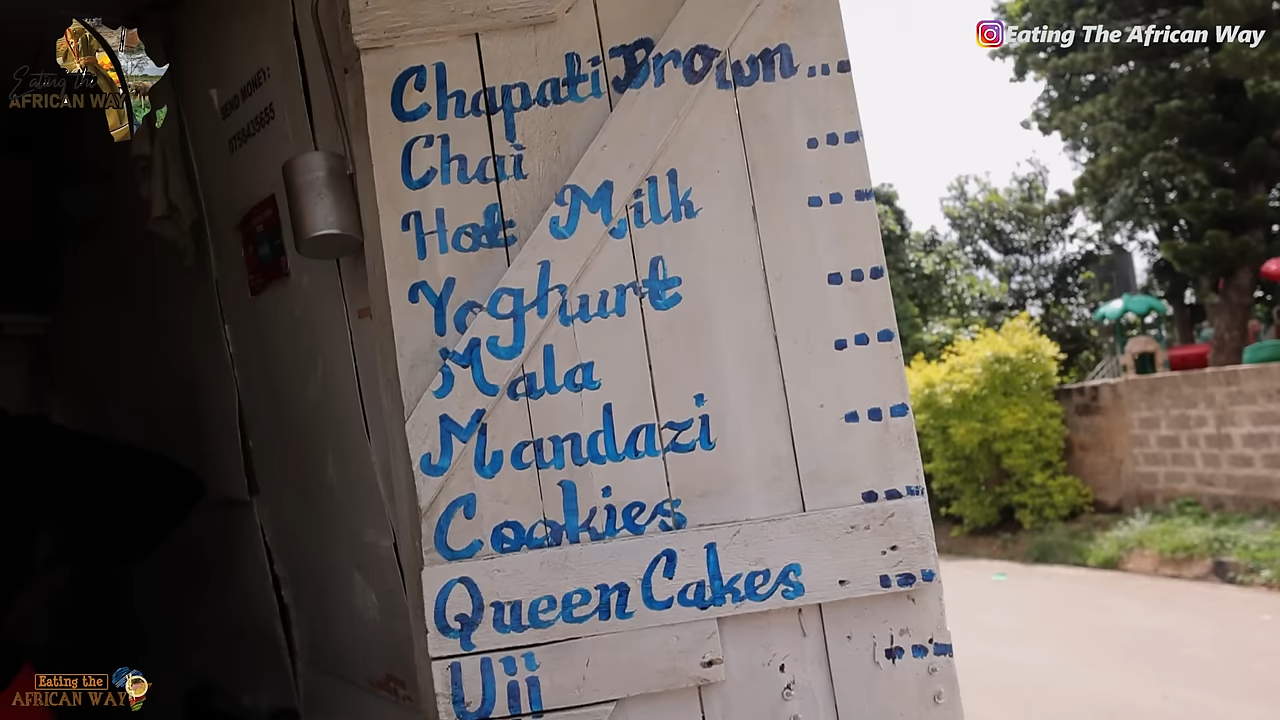 Eating the
AFRICAN WAY
Eating The African Way
SEND MONEY:
0758435655
Chapati Brown...
Chai ...
Hot Milk ...
Yoghurt ...
Mala ...
Mandazi ...
Cookies ...
Queen Cakes ...
Uji ...
Eating the
AFRICAN WAY